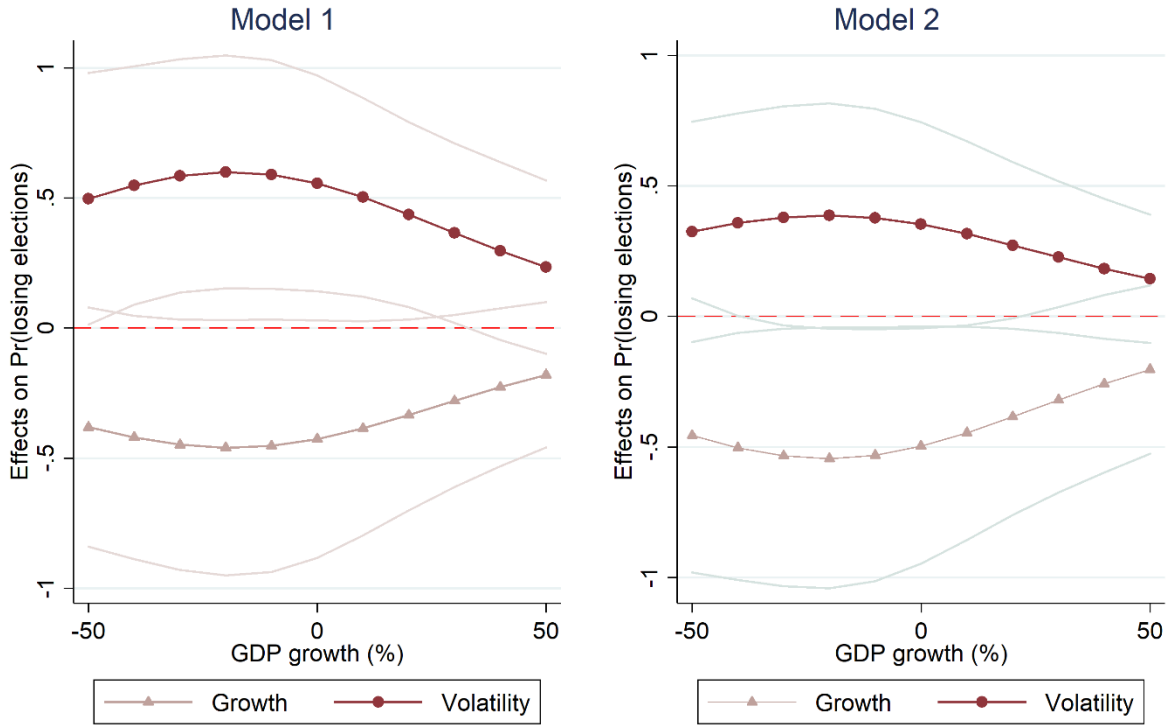 Model 1
Effects on Pr(losing elections)
1
.5
0
-.5
-1
-50
0
50
GDP growth (%)
Growth
Volatility
Model 2
Effects on Pr(losing elections)
1
.5
0
-.5
-1
-50
0
50
GDP growth (%)
Growth
Volatility